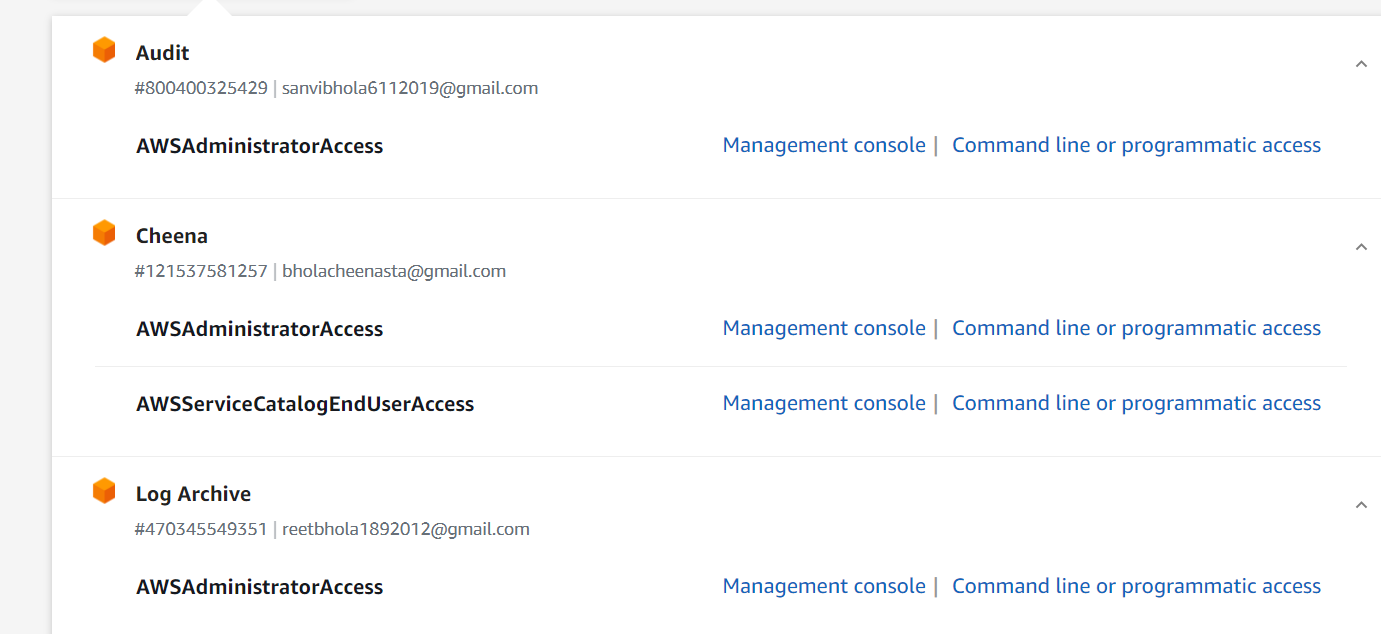 Audit
#800400325429 | sanvibhola6112019@gmail.com
AWSAdministratorAccess Management console | Command line or programmatic access
Cheena
#121537581257 | bholacheenasta@gmail.com
AWSAdministratorAccess Management console | Command line or programmatic access
AWSServiceCatalogEndUserAccess Management console | Command line or programmatic access
Log Archive
#470345549351 | reetbhola1892012@gmail.com
AWSAdministratorAccess Management console | Command line or programmatic access